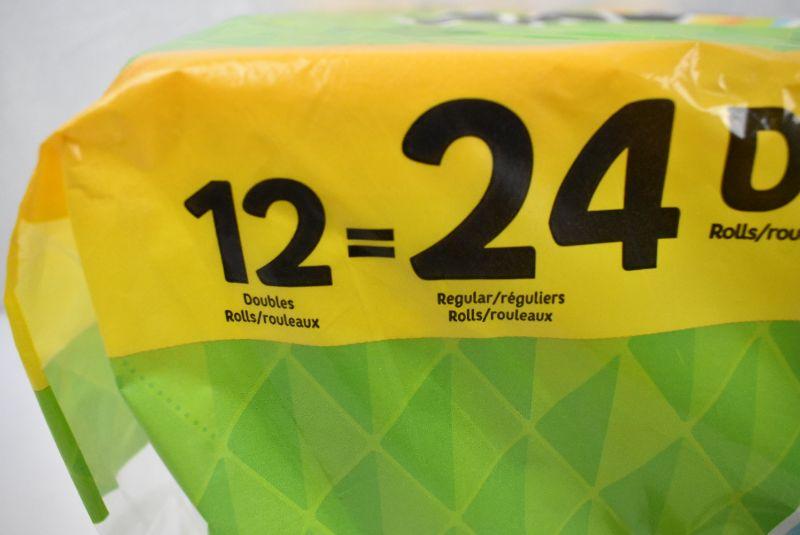 12 = 24 D
Doubles Regular/réguliers
Rolls/rouleaux Rolls/rouleaux Rolls/rou